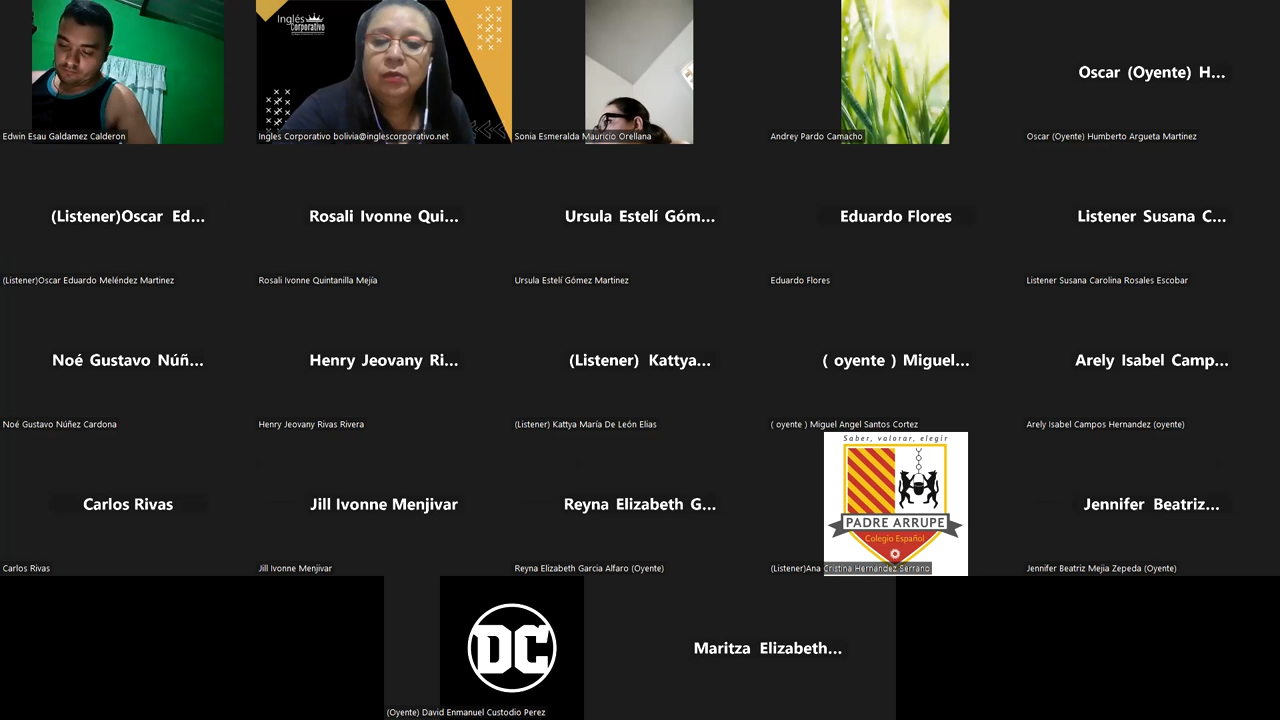 Inglés
Corporativo
Edwin Esau Galdamez Calderon
Ingles Corporativo bolivia@inglescorporativo.net
Sonia Esmeralda Mauricio Orellana
Andrey Pardo Camacho
Oscar (Oyente) H...
Oscar (Oyente) Humberto Argueta Martinez
(Listener)Oscar Ed...
Rosali Ivonne Qui...
Ursula Estelí Góm...
Eduardo Flores
Listener Susana C...
(Listener)Oscar Eduardo Meléndez Martinez
Rosali Ivonne Quintanilla Mejía
Ursula Estelí Gómez Martinez
Eduardo Flores
Listener Susana Carolina Rosales Escobar
Noé Gustavo Núñ...
Henry Jeovany Ri...
(Listener) Kattya...
( oyente ) Miguel...
Arely Isabel Camp...
Noé Gustavo Núñez Cardona
Henry Jeovany Rivas Rivera
(Listener) Kattya María De León Elias
( oyente ) Miguel Angel Santos Cortez
Arely Isabel Campos Hernandez (oyente)
Carlos Rivas
Jill Ivonne Menjivar
Reyna Elizabeth G...
Saber, valorar, elegir
PADRE ARRUPE
Colegio Español
Jennifer Beatriz...
Carlos Rivas
Jill Ivonne Menjivar
Reyna Elizabeth Garcia Alfaro (Oyente)
(Listener)Ana Cristina Hernandez Serrano
Jennifer Beatriz Mejia Zepeda (Oyente)
DC
Maritza Elizabeth...
(Oyente) David Enmanuel Custodio Perez